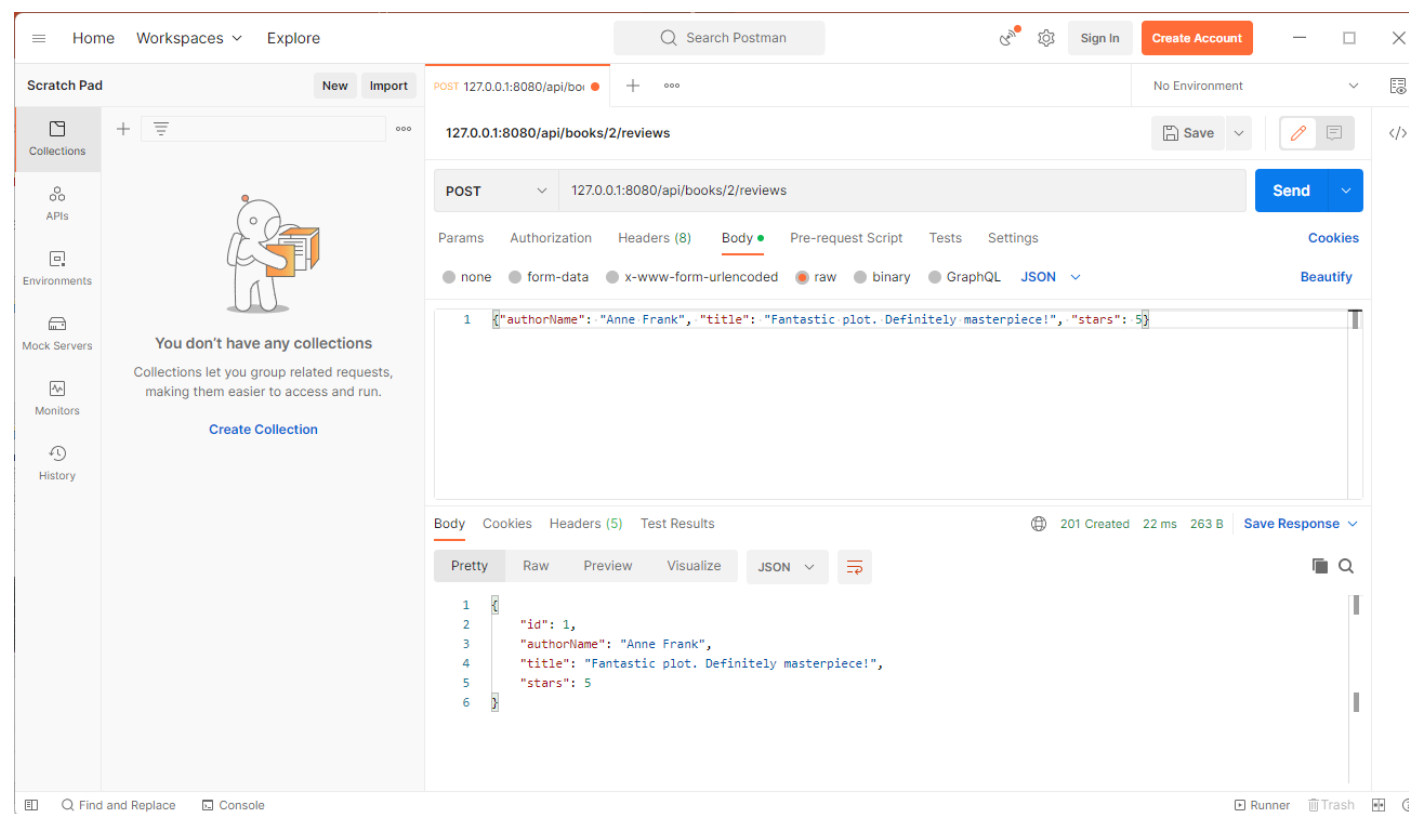 Home Workspaces Explore Search Postman Sign In Create Account
Scratch Pad New Import POST 127.0.0.1:8080/api/boo No Environment
Collections
APIs
Environments
Mock Servers
Monitors
History
You don't have any collections
Collections let you group related requests,
making them easier to access and run.
Create Collection
127.0.0.1:8080/api/books/2/reviews Save
POST 127.0.0.1:8080/api/books/2/reviews Send
Params Authorization Headers (8) Body Pre-request Script Tests Settings Cookies
none form-data x-www-form-urlencoded raw binary GraphQL JSON Beautify
1 {"authorName": "Anne Frank", "title": "Fantastic plot. Definitely masterpiece!", "stars": 5}
Body Cookies Headers (5) Test Results 201 Created 22 ms 263 B Save Response
Pretty Raw Preview Visualize JSON
1 {
2 "id": 1,
3 "authorName": "Anne Frank",
4 "title": "Fantastic plot. Definitely masterpiece!",
5 "stars": 5
6 }
Find and Replace Console Runner Trash